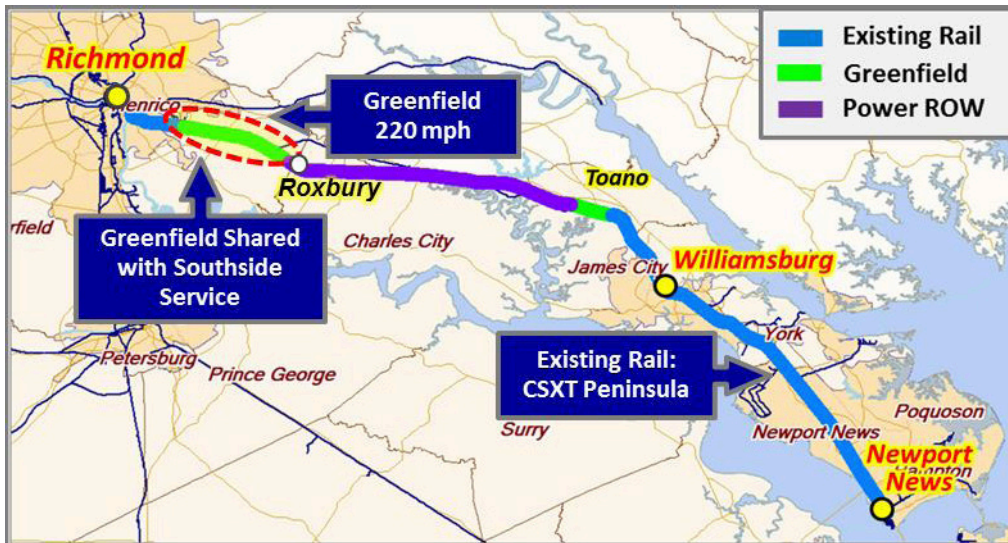 Richmond
enrico
Greenfield
220 mph
Existing Rail
Greenfield
Power ROW
Roxbury
Toano
rfield
Greenfield Shared
with Southside
Service
Charles City
James City
Williamsburg
York
Petersburg
Prince George
Existing Rail:
CSXT Peninsula
Surry
Poquoson
Newport News
Newport
News